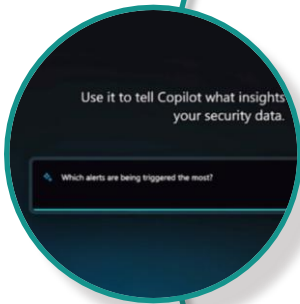 Use it to tell Copilot what insights
your security data.
Which alerts are being triggered the most?